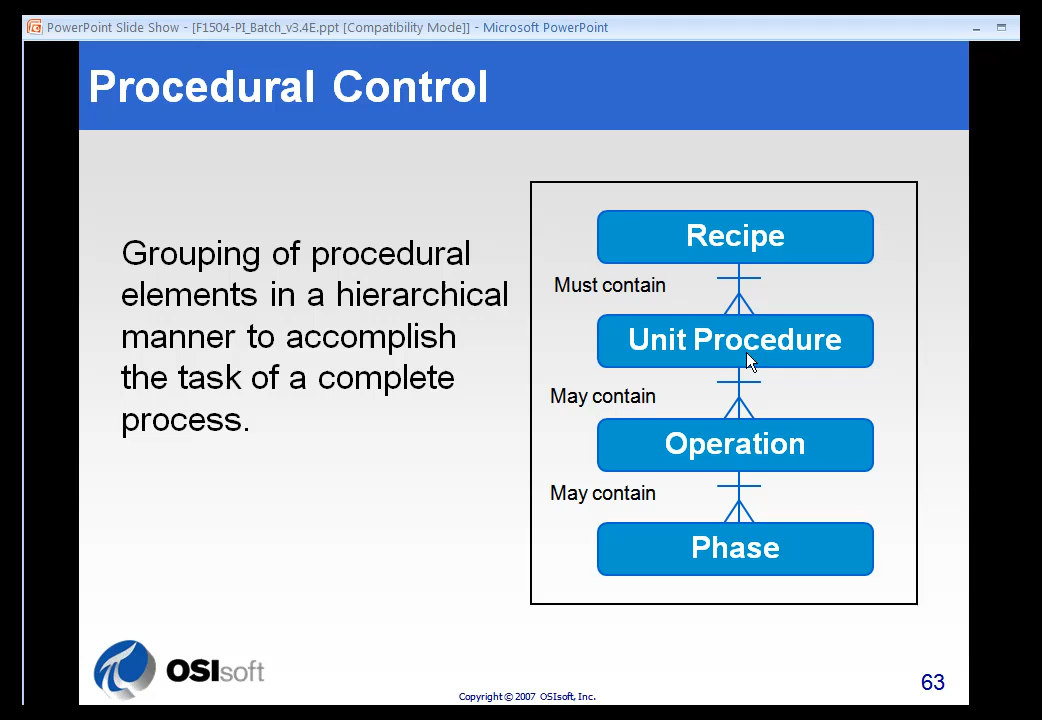 PowerPoint Slide Show - [F1504-PI_Batch_v3.4E.ppt [Compatibility Mode]] - Microsoft PowerPoint
Procedural Control
Grouping of procedural
elements in a hierarchical
manner to accomplish
the task of a complete
process.
Recipe
Must contain
Unit Procedure
May contain
Operation
May contain
Phase
OSIsoft
Copyright © 2007 OSIsoft, Inc.
63